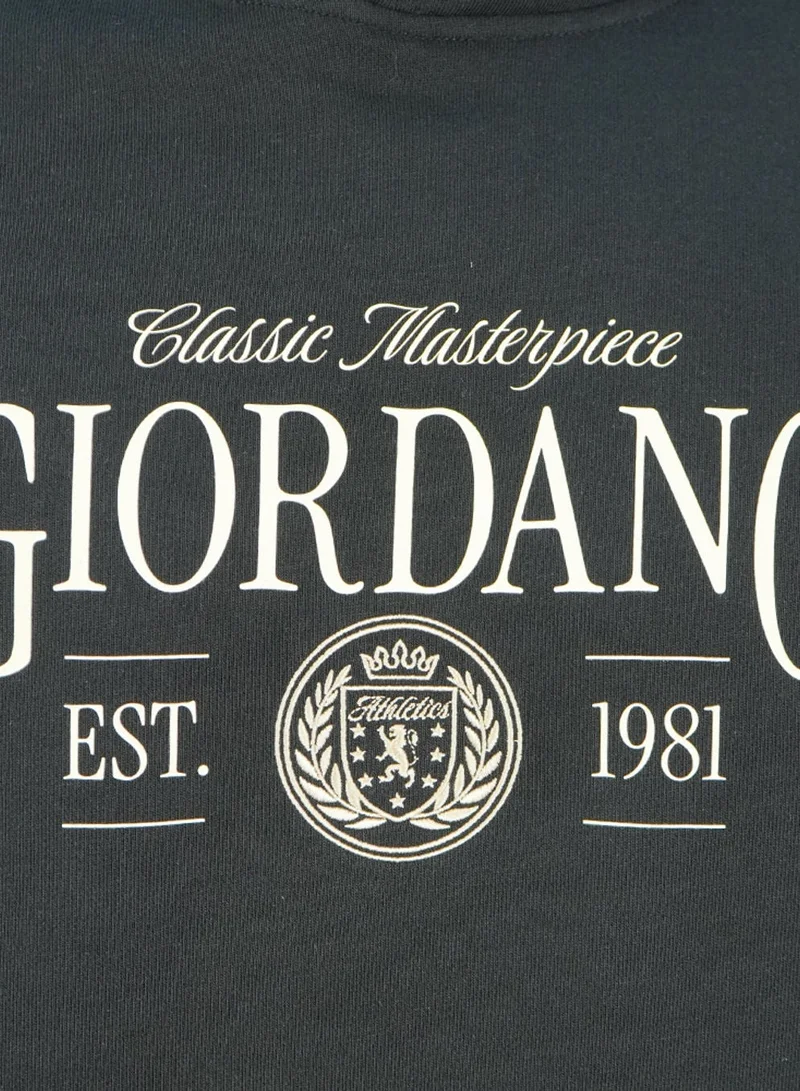 Classic Masterpiece
GIORDANO
EST.
Athletics
1981